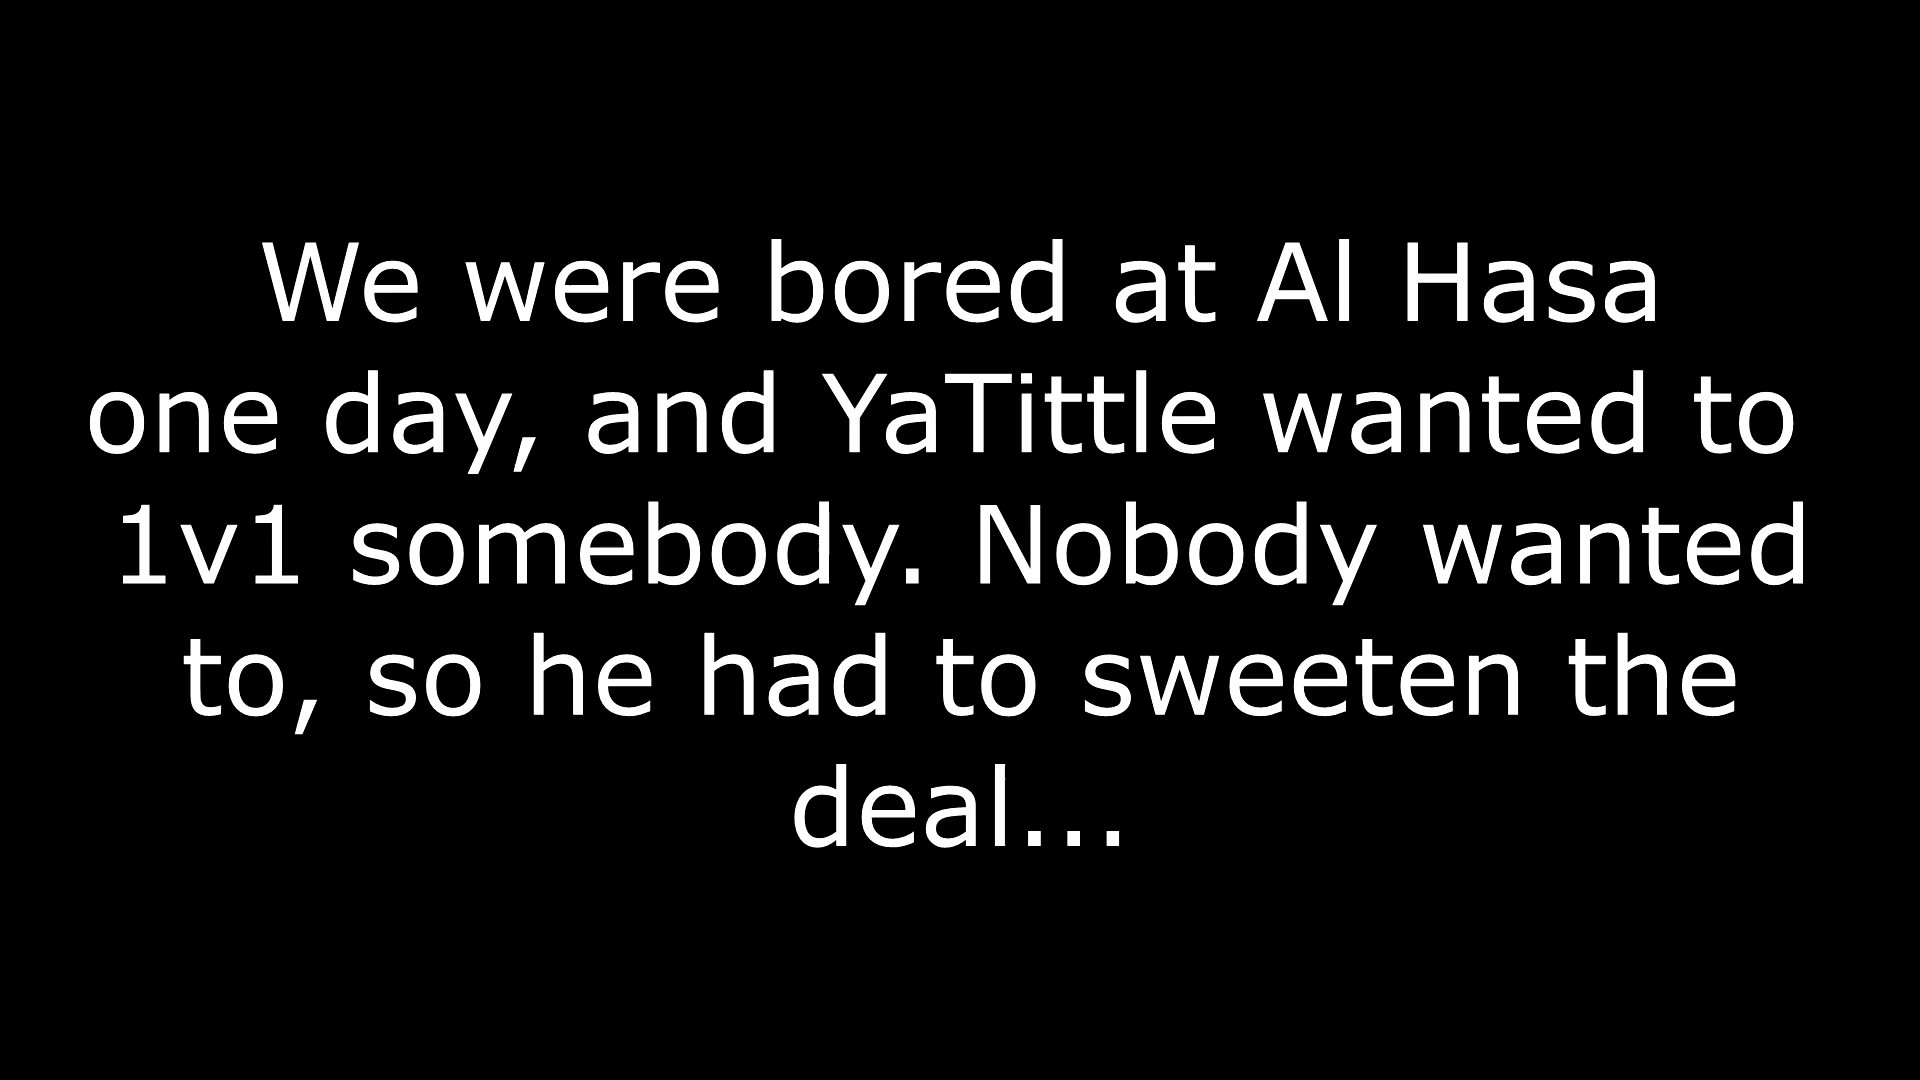 We were bored at Al Hasa
one day, and YaTittle wanted to
1v1 somebody. Nobody wanted
to, so he had to sweeten the
deal...